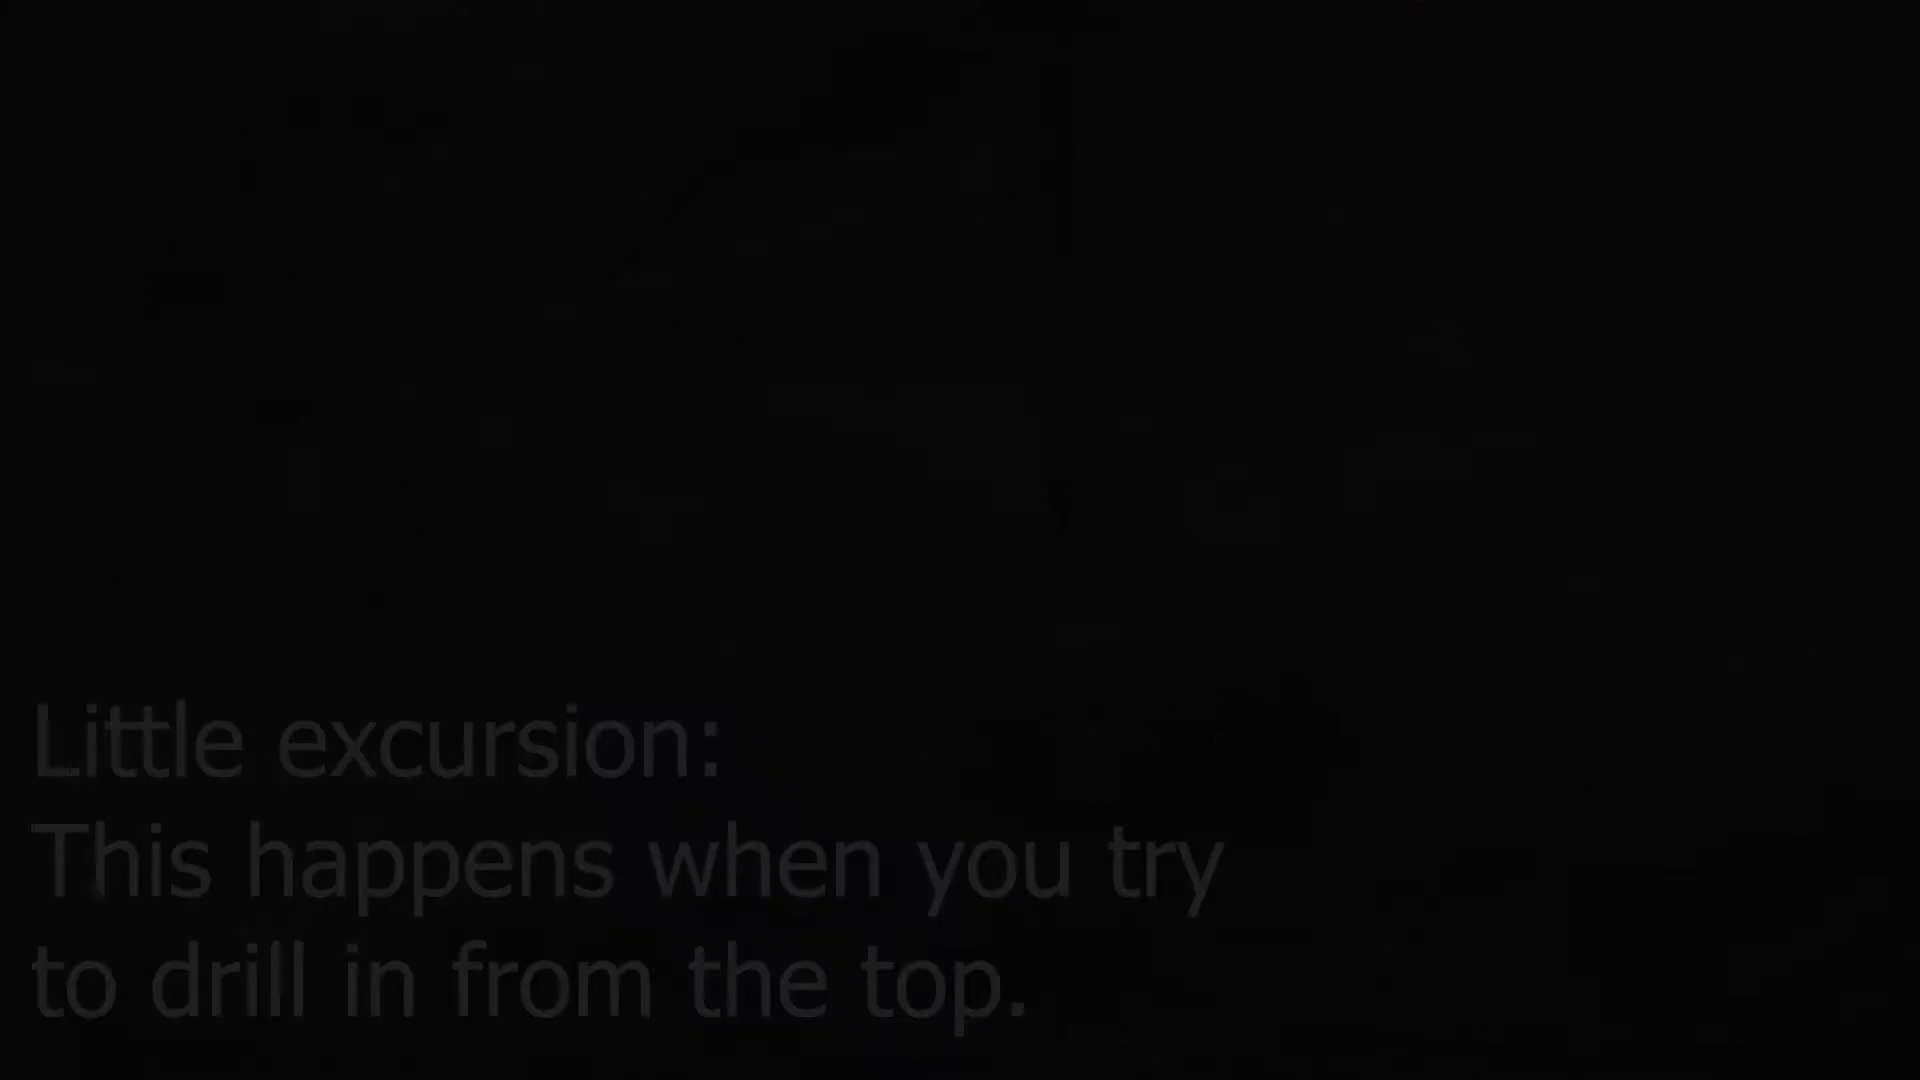 Little excursion:
This happens when you try
to drill in from the top.